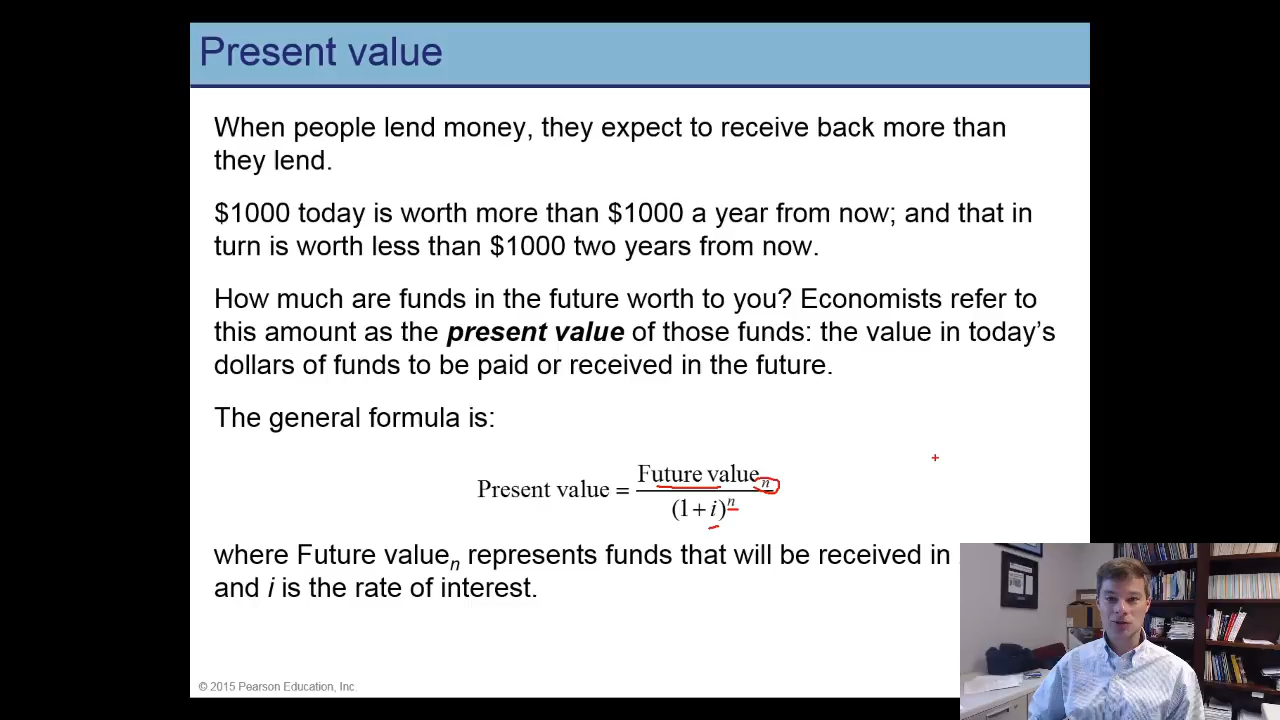 Present value
When people lend money, they expect to receive back more than
they lend.
$1000 today is worth more than $1000 a year from now; and that in
turn is worth less than $1000 two years from now.
How much are funds in the future worth to you? Economists refer to
this amount as the present value of those funds: the value in today's
dollars of funds to be paid or received in the future.
The general formula is:
Present value = Future valueₙ / (1 + i)ⁿ
where Future valueₙ represents funds that will be received in
and i is the rate of interest.
© 2015 Pearson Education, Inc.